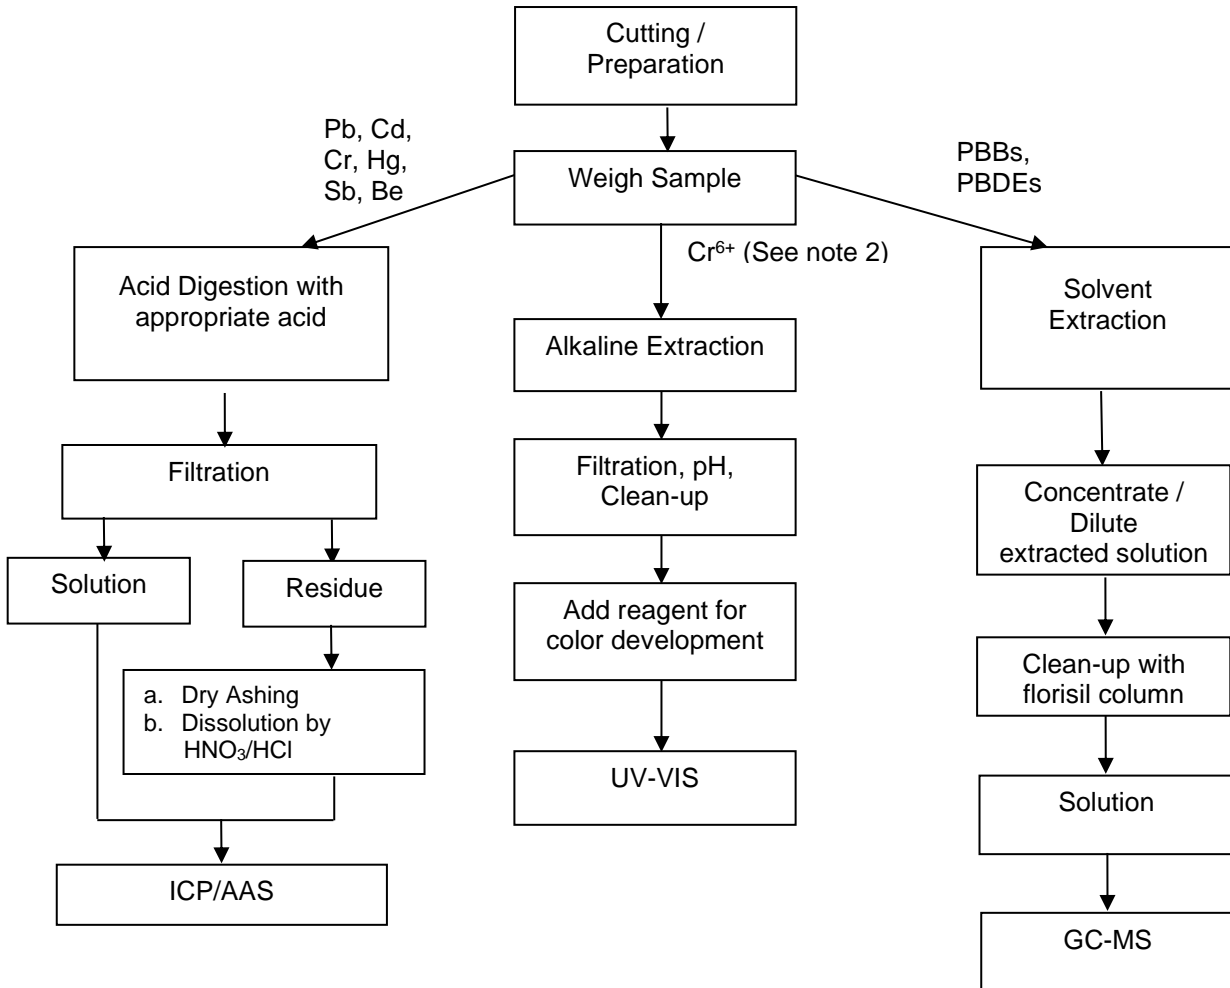 Cutting /
Preparation
Pb, Cd,
Cr, Hg,
Sb, Be
Weigh Sample
PBBs,
PBDEs
Cr⁶⁺ (See note 2)
Acid Digestion with
appropriate acid
Alkaline Extraction
Solvent
Extraction
Filtration
Filtration, pH,
Clean-up
Concentrate /
Dilute
extracted solution
Solution
Residue
Add reagent for
color development
Clean-up with
florisil column
a. Dry Ashing
b. Dissolution by
HNO₃/HCl
UV-VIS
Solution
ICP/AAS
GC-MS